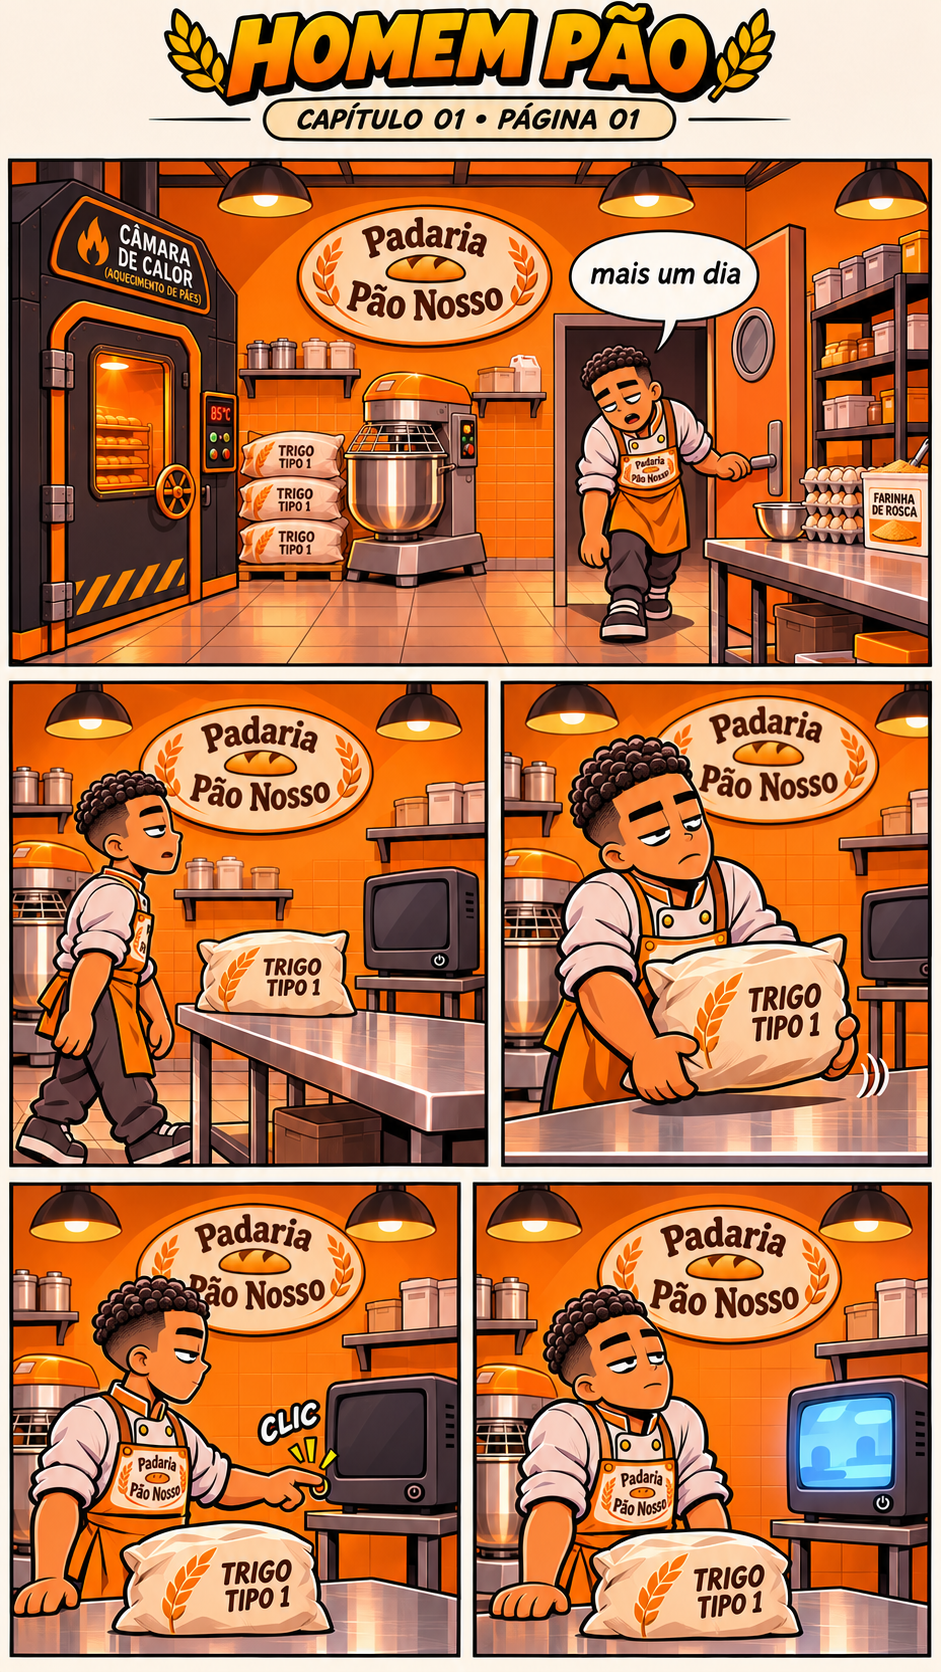 HOMEM PÃO
CAPÍTULO 01 • PÁGINA 01
CÂMARA
DE CALOR
(AQUECIMENTO DE PÃES)
85°C
Padaria
Pão Nosso
mais um dia
Padaria
Pão Nosso
TRIGO
TIPO 1
TRIGO
TIPO 1
TRIGO
TIPO 1
FARINHA
DE ROSCA
Padaria
Pão Nosso
TRIGO
TIPO 1
Padaria
Pão Nosso
TRIGO
TIPO 1
Padaria
Pão Nosso
CLIC
Padaria
Pão Nosso
TRIGO
TIPO 1
Padaria
Pão Nosso
Padaria
Pão Nosso
TRIGO
TIPO 1